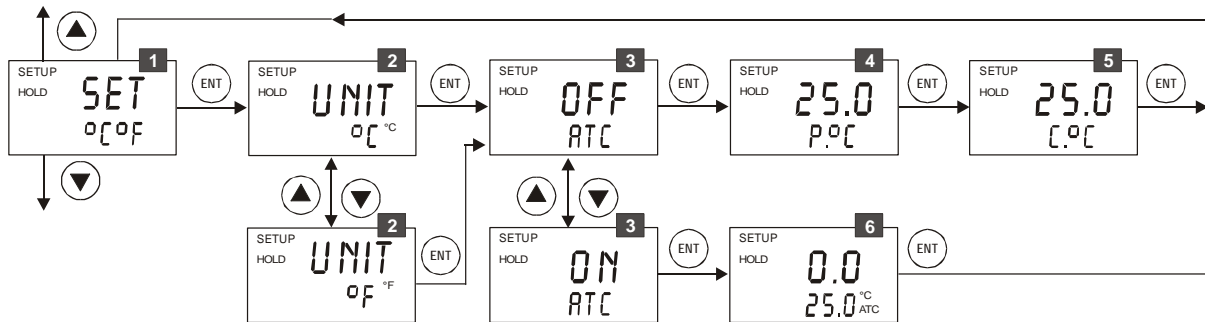 1
SETUP
HOLD
SET
°C°F
ENT
2
SETUP
HOLD
UNIT
°C °C
ENT
3
SETUP
HOLD
OFF
ATC
ENT
4
SETUP
HOLD
25.0
P.°C
ENT
5
SETUP
HOLD
25.0
C.°C
ENT
2
SETUP
HOLD
UNIT
°F °F
ENT
3
SETUP
HOLD
ON
ATC
ENT
6
SETUP
HOLD
0.0
25.0 °C
ATC
ENT